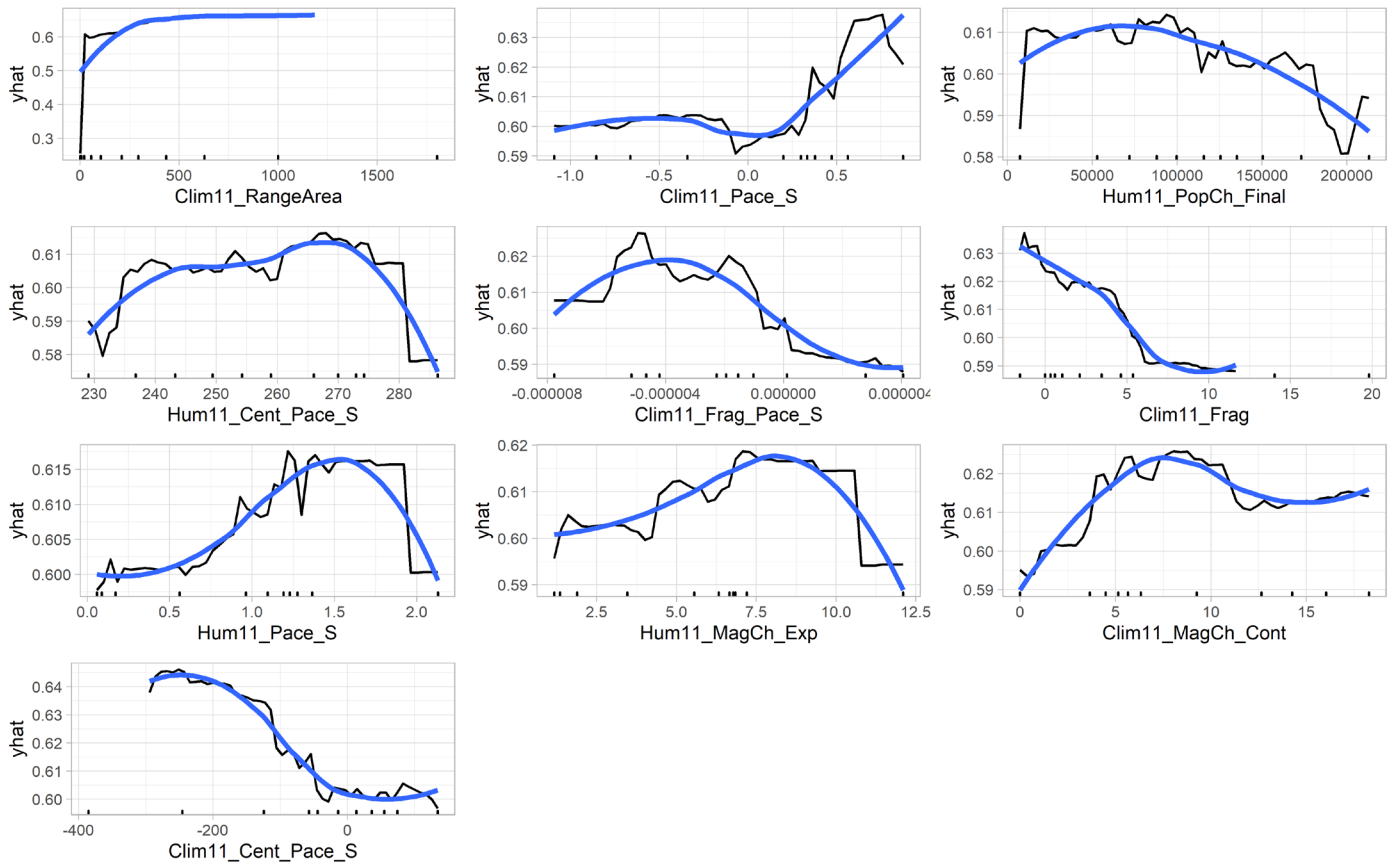 yhat
0.6
0.5
0.4
0.3
0 500 1000 1500
Clim11_RangeArea
yhat
0.63
0.62
0.61
0.60
0.59
-1.0 -0.5 0.0 0.5
Clim11_Pace_S
yhat
0.61
0.60
0.59
0.58
0 50000 100000 150000 200000
Hum11_PopCh_Final
yhat
0.61
0.60
0.59
0.58
230 240 250 260 270 280
Hum11_Cent_Pace_S
yhat
0.62
0.61
0.60
0.59
-0.0000008 -0.0000004 0.0000000 0.0000004
Clim11_Frag_Pace_S
yhat
0.63
0.62
0.61
0.60
0.59
0 5 10 15 20
Clim11_Frag
yhat
0.615
0.610
0.605
0.600
0.0 0.5 1.0 1.5 2.0
Hum11_Pace_S
yhat
0.62
0.61
0.60
0.59
2.5 5.0 7.5 10.0 12.5
Hum11_MagCh_Exp
yhat
0.62
0.61
0.60
0.59
0 5 10 15
Clim11_MagCh_Cont
yhat
0.64
0.63
0.62
0.61
0.60
-400 -200 0
Clim11_Cent_Pace_S